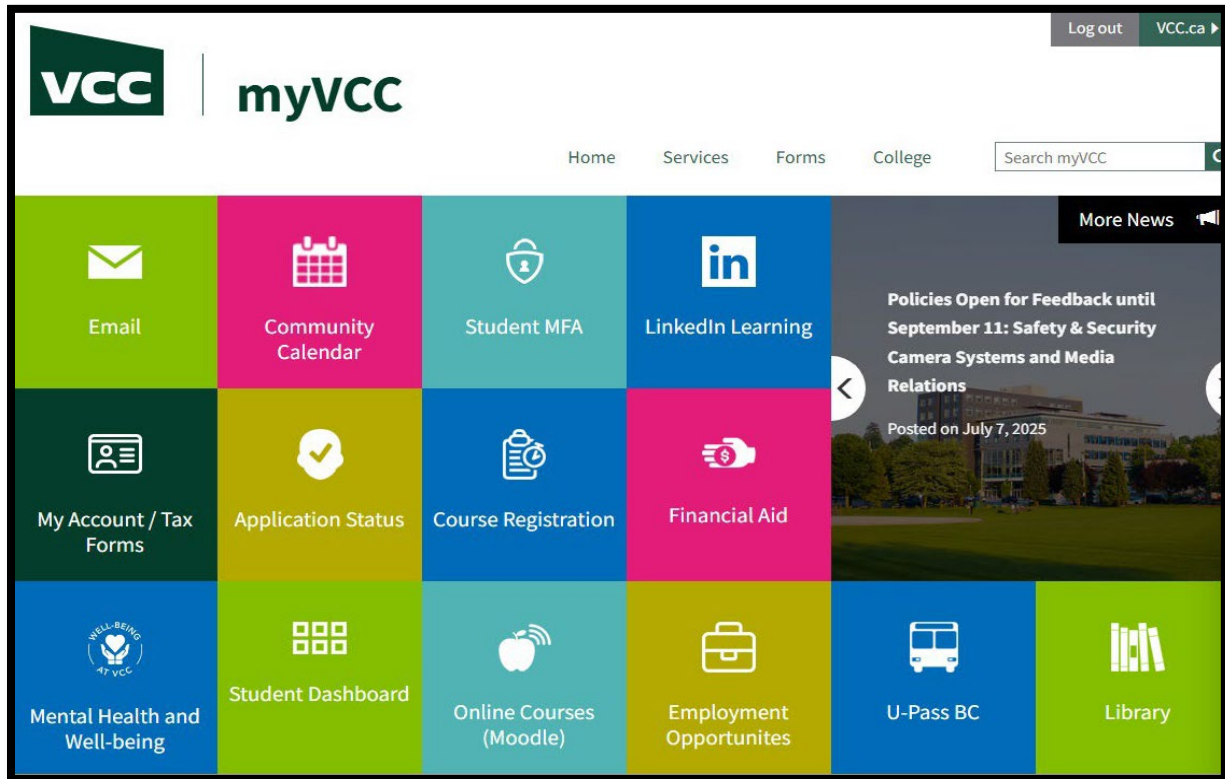 Log out
VCC.ca
VCC
myVCC
Home
Services
Forms
College
Search myVCC
More News
Email
Community
Calendar
Student MFA
in
LinkedIn Learning
Policies Open for Feedback until
September 11: Safety & Security
Camera Systems and Media
Relations
Posted on July 7, 2025
My Account / Tax
Forms
Application Status
Course Registration
$
Financial Aid
WELL-BEING
AT VCC
Mental Health and
Well-being
Student Dashboard
Online Courses
(Moodle)
Employment
Opportunites
U-Pass BC
Library